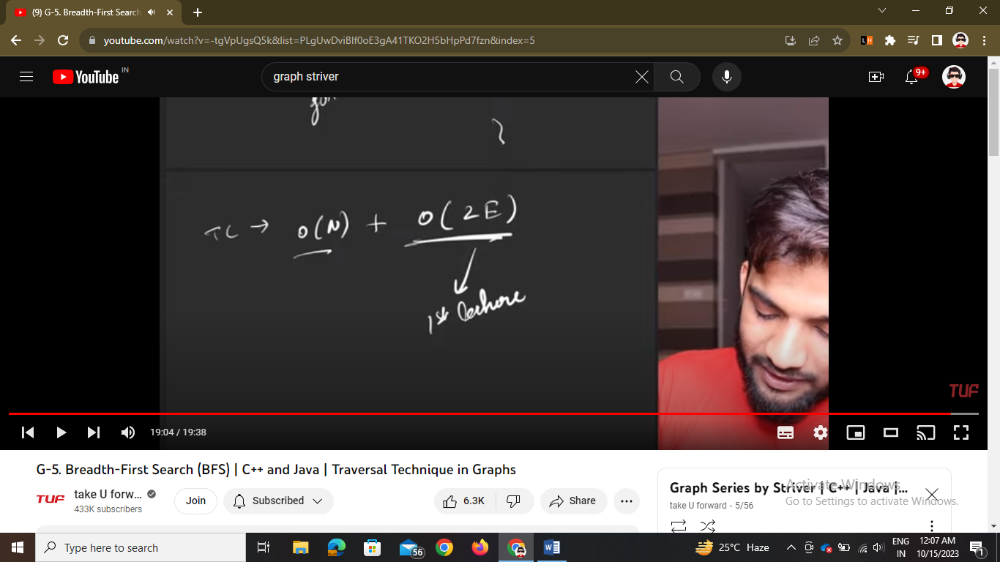 (9) G-5. Breadth-First Search
youtube.com/watch?v=-tgVpUgsQ5k&list=PLgUwDviBIf0oE3gA41TKO2H5bHpPd7fzn&index=5
LH
YouTube IN
graph striver
9+
for
}
TC → O(N) + O(2E)
1st
TUF
19:04 / 19:38
G-5. Breadth-First Search (BFS) | C++ and Java | Traversal Technique in Graphs
TUF
take U forw...
433K subscribers
Join
Subscribed
6.3K
Share
Graph Series by Striver | C++ | Java |...
take U forward - 5/56
Activate Windows
Go to Settings to activate Windows.
Type here to search
56
25°C Haze
ENG
IN
12:07 AM
10/15/2023
1